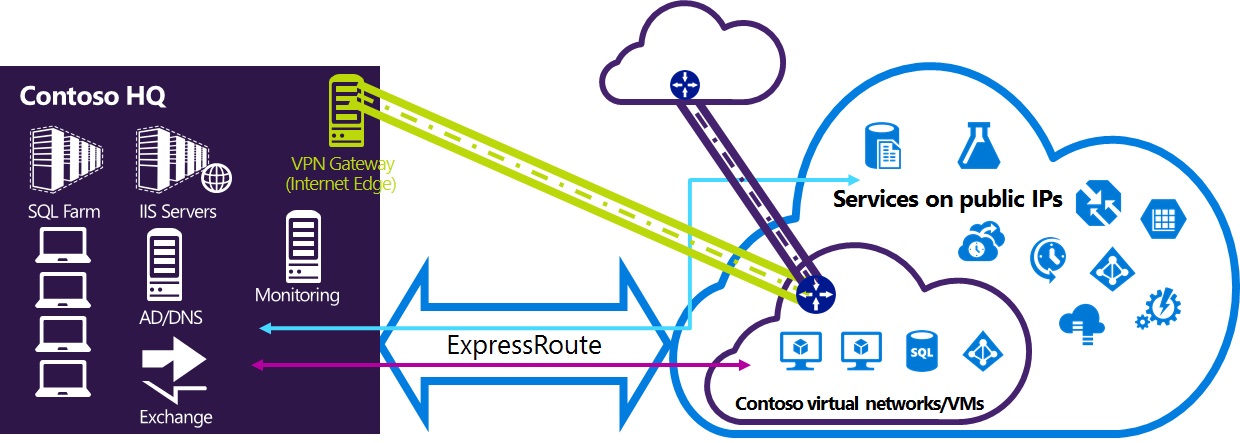 Contoso HQ
VPN Gateway
(Internet Edge)
SQL Farm
IIS Servers
Services on public IPs
Monitoring
AD/DNS
ExpressRoute
SQL
Exchange
Contoso virtual networks/VMs